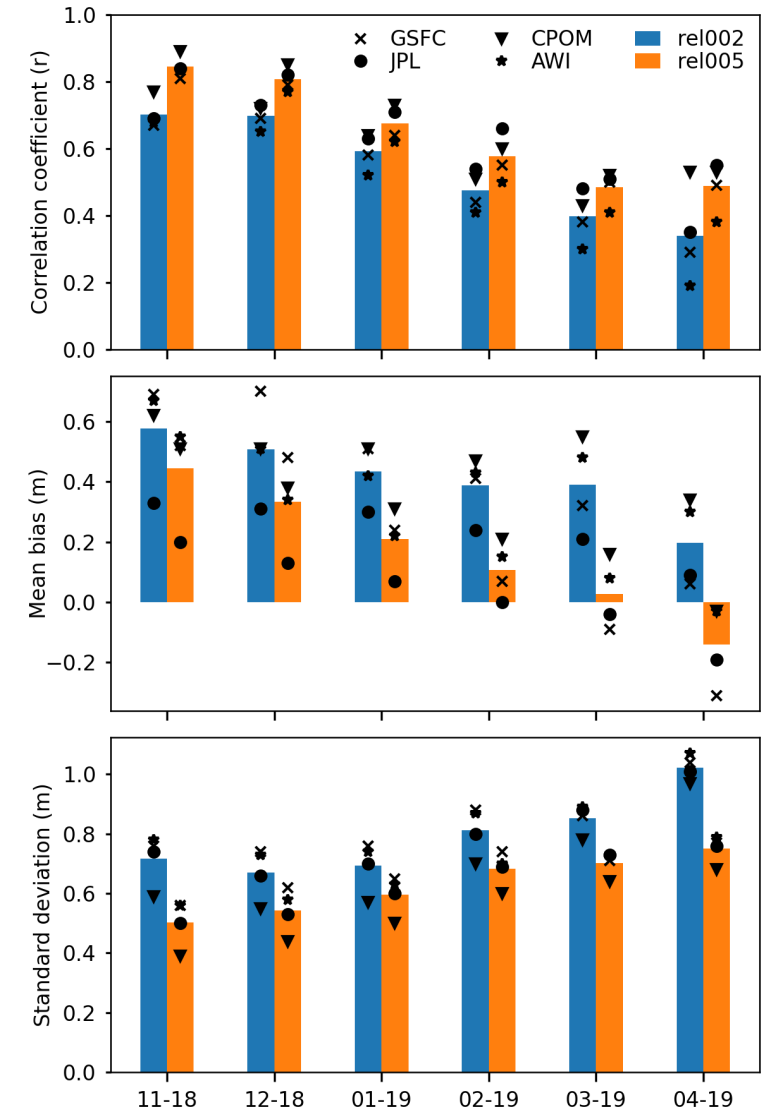 1.0
0.8
0.6
0.4
0.2
0.0
Correlation coefficient (r)
GSFC CPOM rel002
JPL AWI rel005
0.6
0.4
0.2
0.0
−0.2
Mean bias (m)
1.0
0.8
0.6
0.4
0.2
0.0
Standard deviation (m)
11-18 12-18 01-19 02-19 03-19 04-19